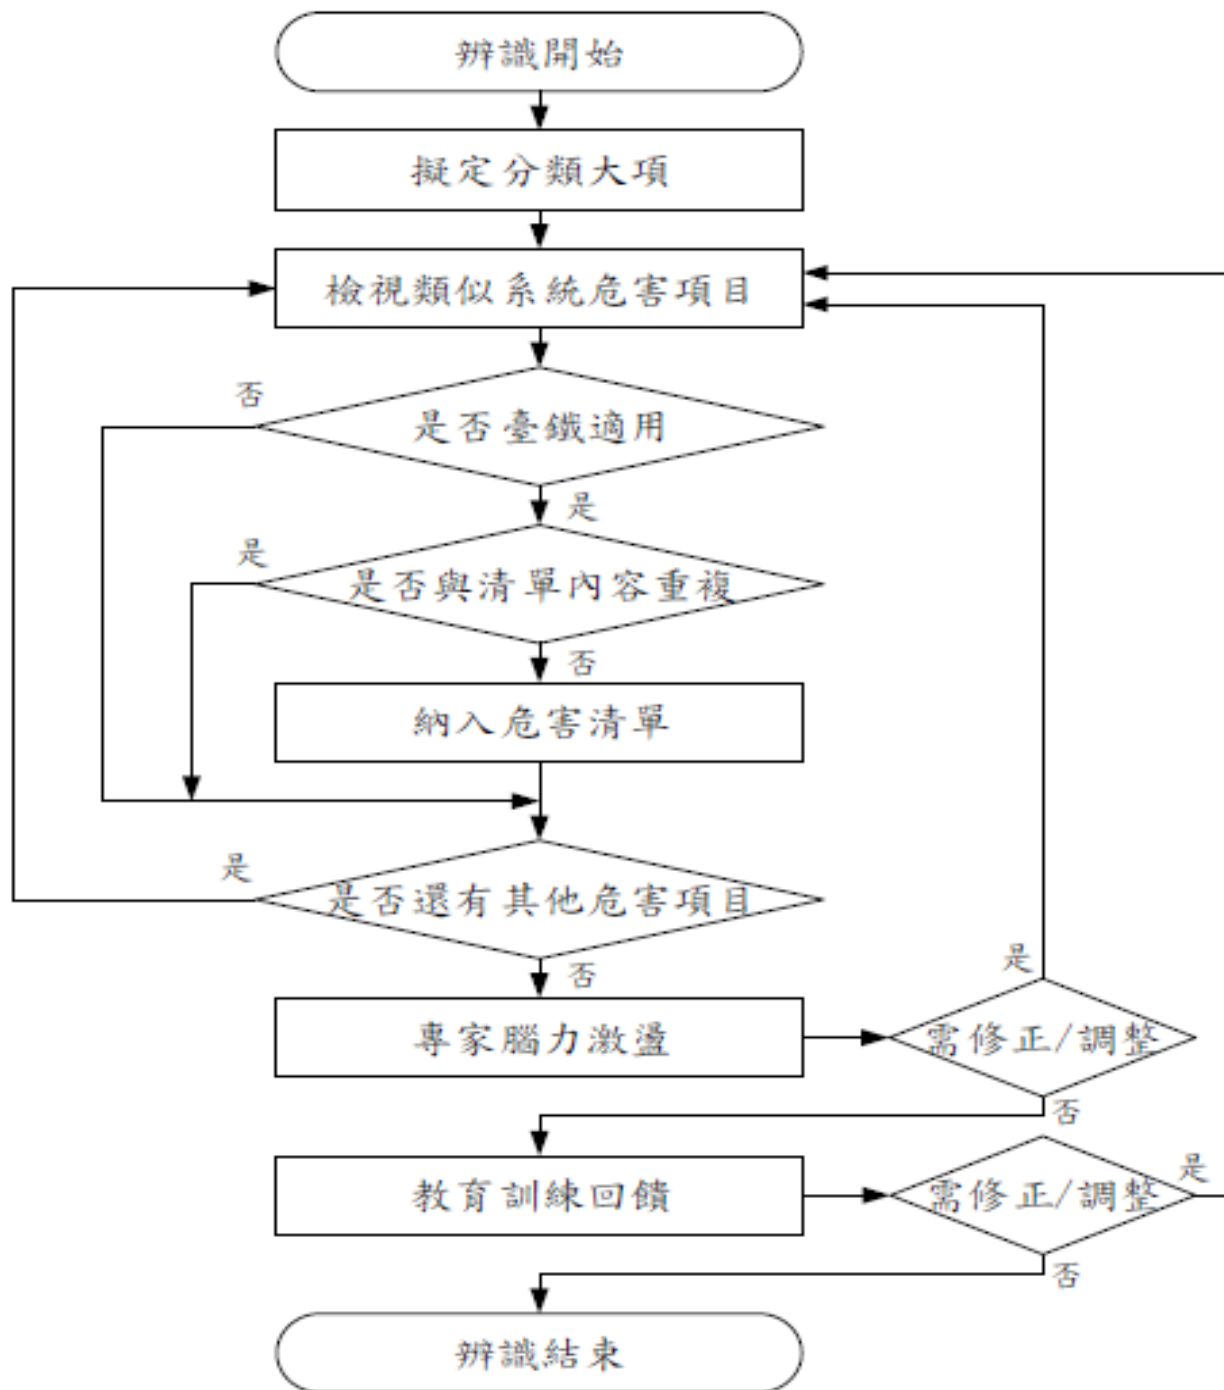 辨識開始
擬定分類大項
檢視類似系統危害項目
否
是否臺鐵適用
是
是
是否與清單內容重複
否
納入危害清單
是
是否還有其他危害項目
否
專家腦力激盪
是
需修正/調整
否
教育訓練回饋
需修正/調整
是
否
辨識結束